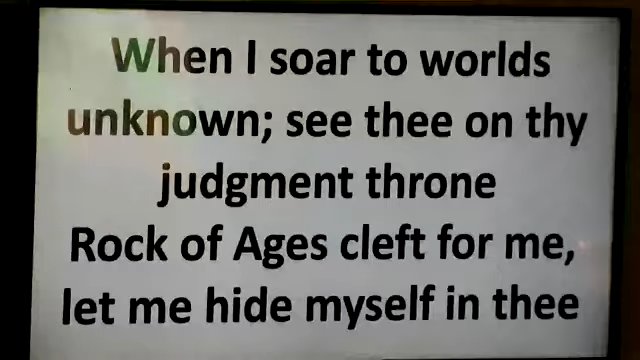 When I soar to worlds
unknown; see thee on thy
judgment throne
Rock of Ages cleft for me,
let me hide myself in thee